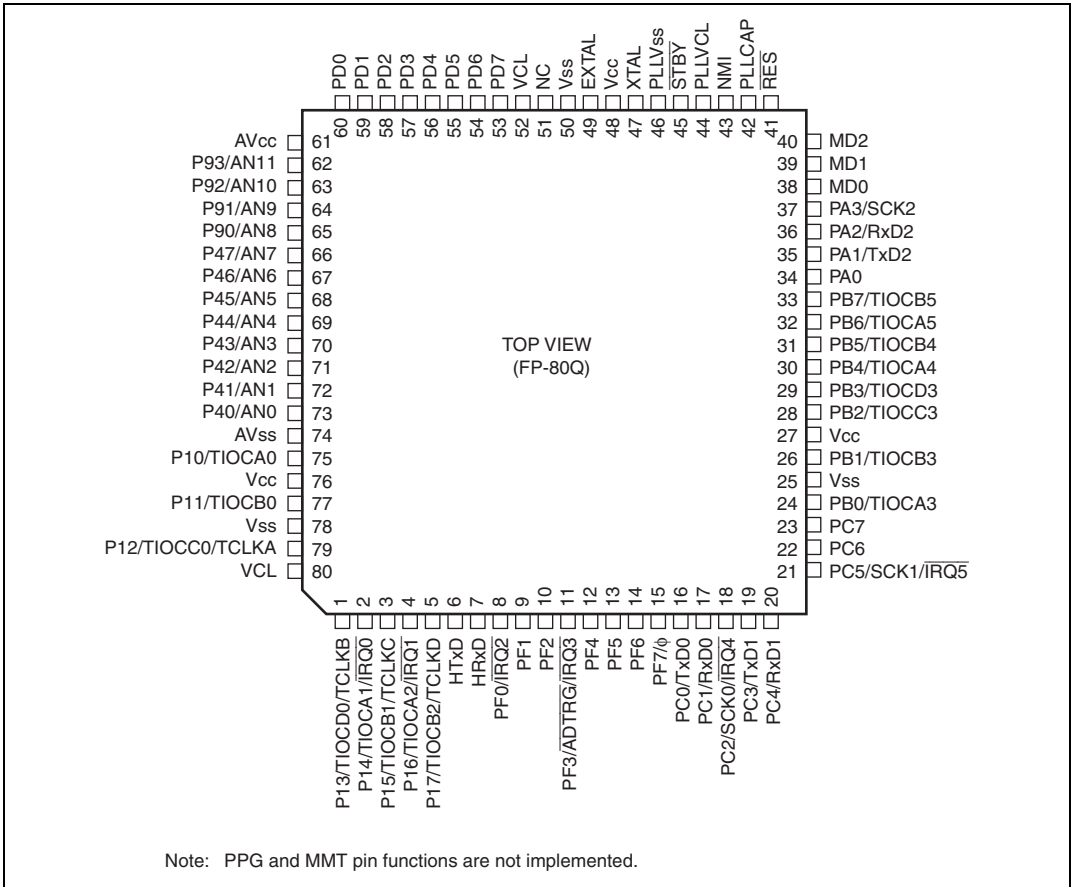 PD0
PD1
PD2
PD3
PD4
PD5
PD6
PD7
VCL
NC
Vss
EXTAL
Vcc
XTAL
PLLVss
STBY
PLLVCL
NMI
PLLCAP
RES
60
59
58
57
56
55
54
53
52
51
50
49
48
47
46
45
44
43
42
41
AVcc 61
P93/AN11 62
P92/AN10 63
P91/AN9 64
P90/AN8 65
P47/AN7 66
P46/AN6 67
P45/AN5 68
P44/AN4 69
P43/AN3 70
P42/AN2 71
P41/AN1 72
P40/AN0 73
AVss 74
P10/TIOCA0 75
Vcc 76
P11/TIOCB0 77
Vss 78
P12/TIOCC0/TCLKA 79
VCL 80
TOP VIEW
(FP-80Q)
40 MD2
39 MD1
38 MD0
37 PA3/SCK2
36 PA2/RxD2
35 PA1/TxD2
34 PA0
33 PB7/TIOCB5
32 PB6/TIOCA5
31 PB5/TIOCB4
30 PB4/TIOCA4
29 PB3/TIOCD3
28 PB2/TIOCC3
27 Vcc
26 PB1/TIOCB3
25 Vss
24 PB0/TIOCA3
23 PC7
22 PC6
21 PC5/SCK1/IRQ5
1
2
3
4
5
6
7
8
9
10
11
12
13
14
15
16
17
18
19
20
P13/TIOCD0/TCLKB
P14/TIOCA1/IRQ0
P15/TIOCB1/TCLKC
P16/TIOCA2/IRQ1
P17/TIOCB2/TCLKD
HTxD
HRxD
PF0/IRQ2
PF1
PF2
PF3/ADTRG/IRQ3
PF4
PF5
PF6
PF7/ϕ
PC0/TxD0
PC1/RxD0
PC2/SCK0/IRQ4
PC3/TxD1
PC4/RxD1
Note: PPG and MMT pin functions are not implemented.